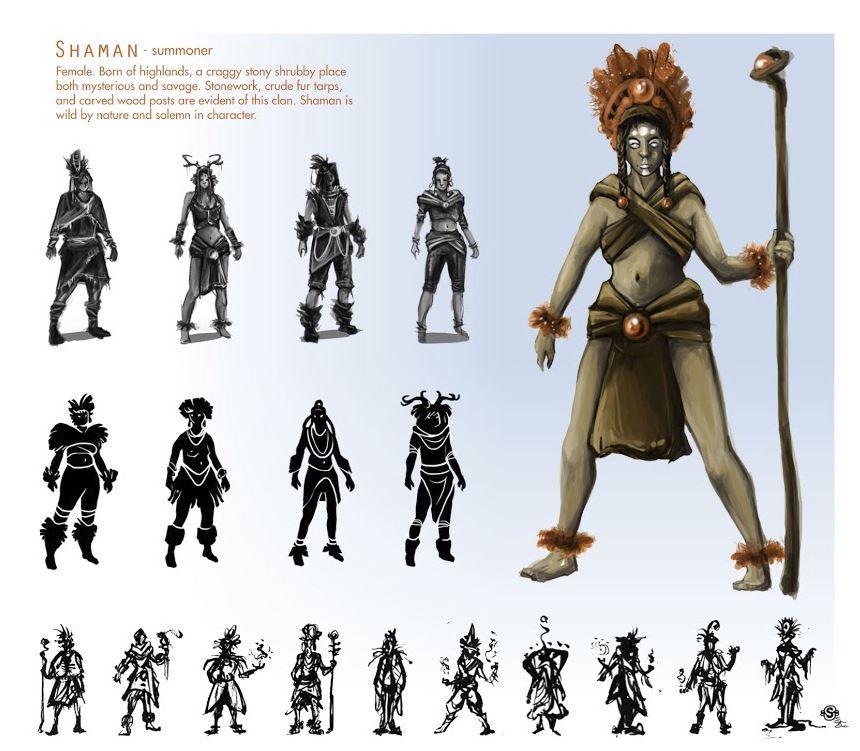 SHAMAN - summoner
Female. Born of highlands, a craggy stony shrubby place
both mysterious and savage. Stonework, crude fur tarps,
and carved wood posts are evident of this clan. Shaman is
wild by nature and solemn in character.